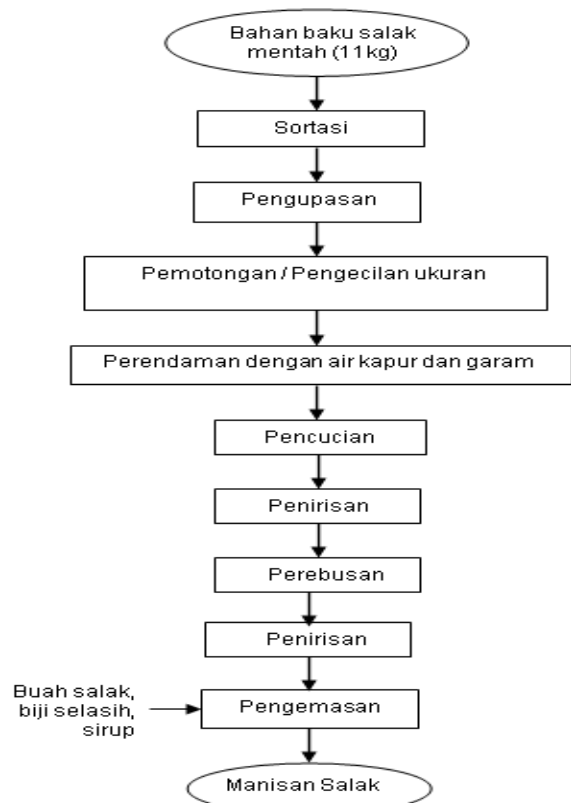 Bahan baku salak
mentah (11kg)
Sortasi
Pengupasan
Pemotongan / Pengecilan ukuran
Perendaman dengan air kapur dan garam
Pencucian
Penirisan
Perebusan
Penirisan
Buah salak,
biji selasih,
sirup
Pengemasan
Manisan Salak